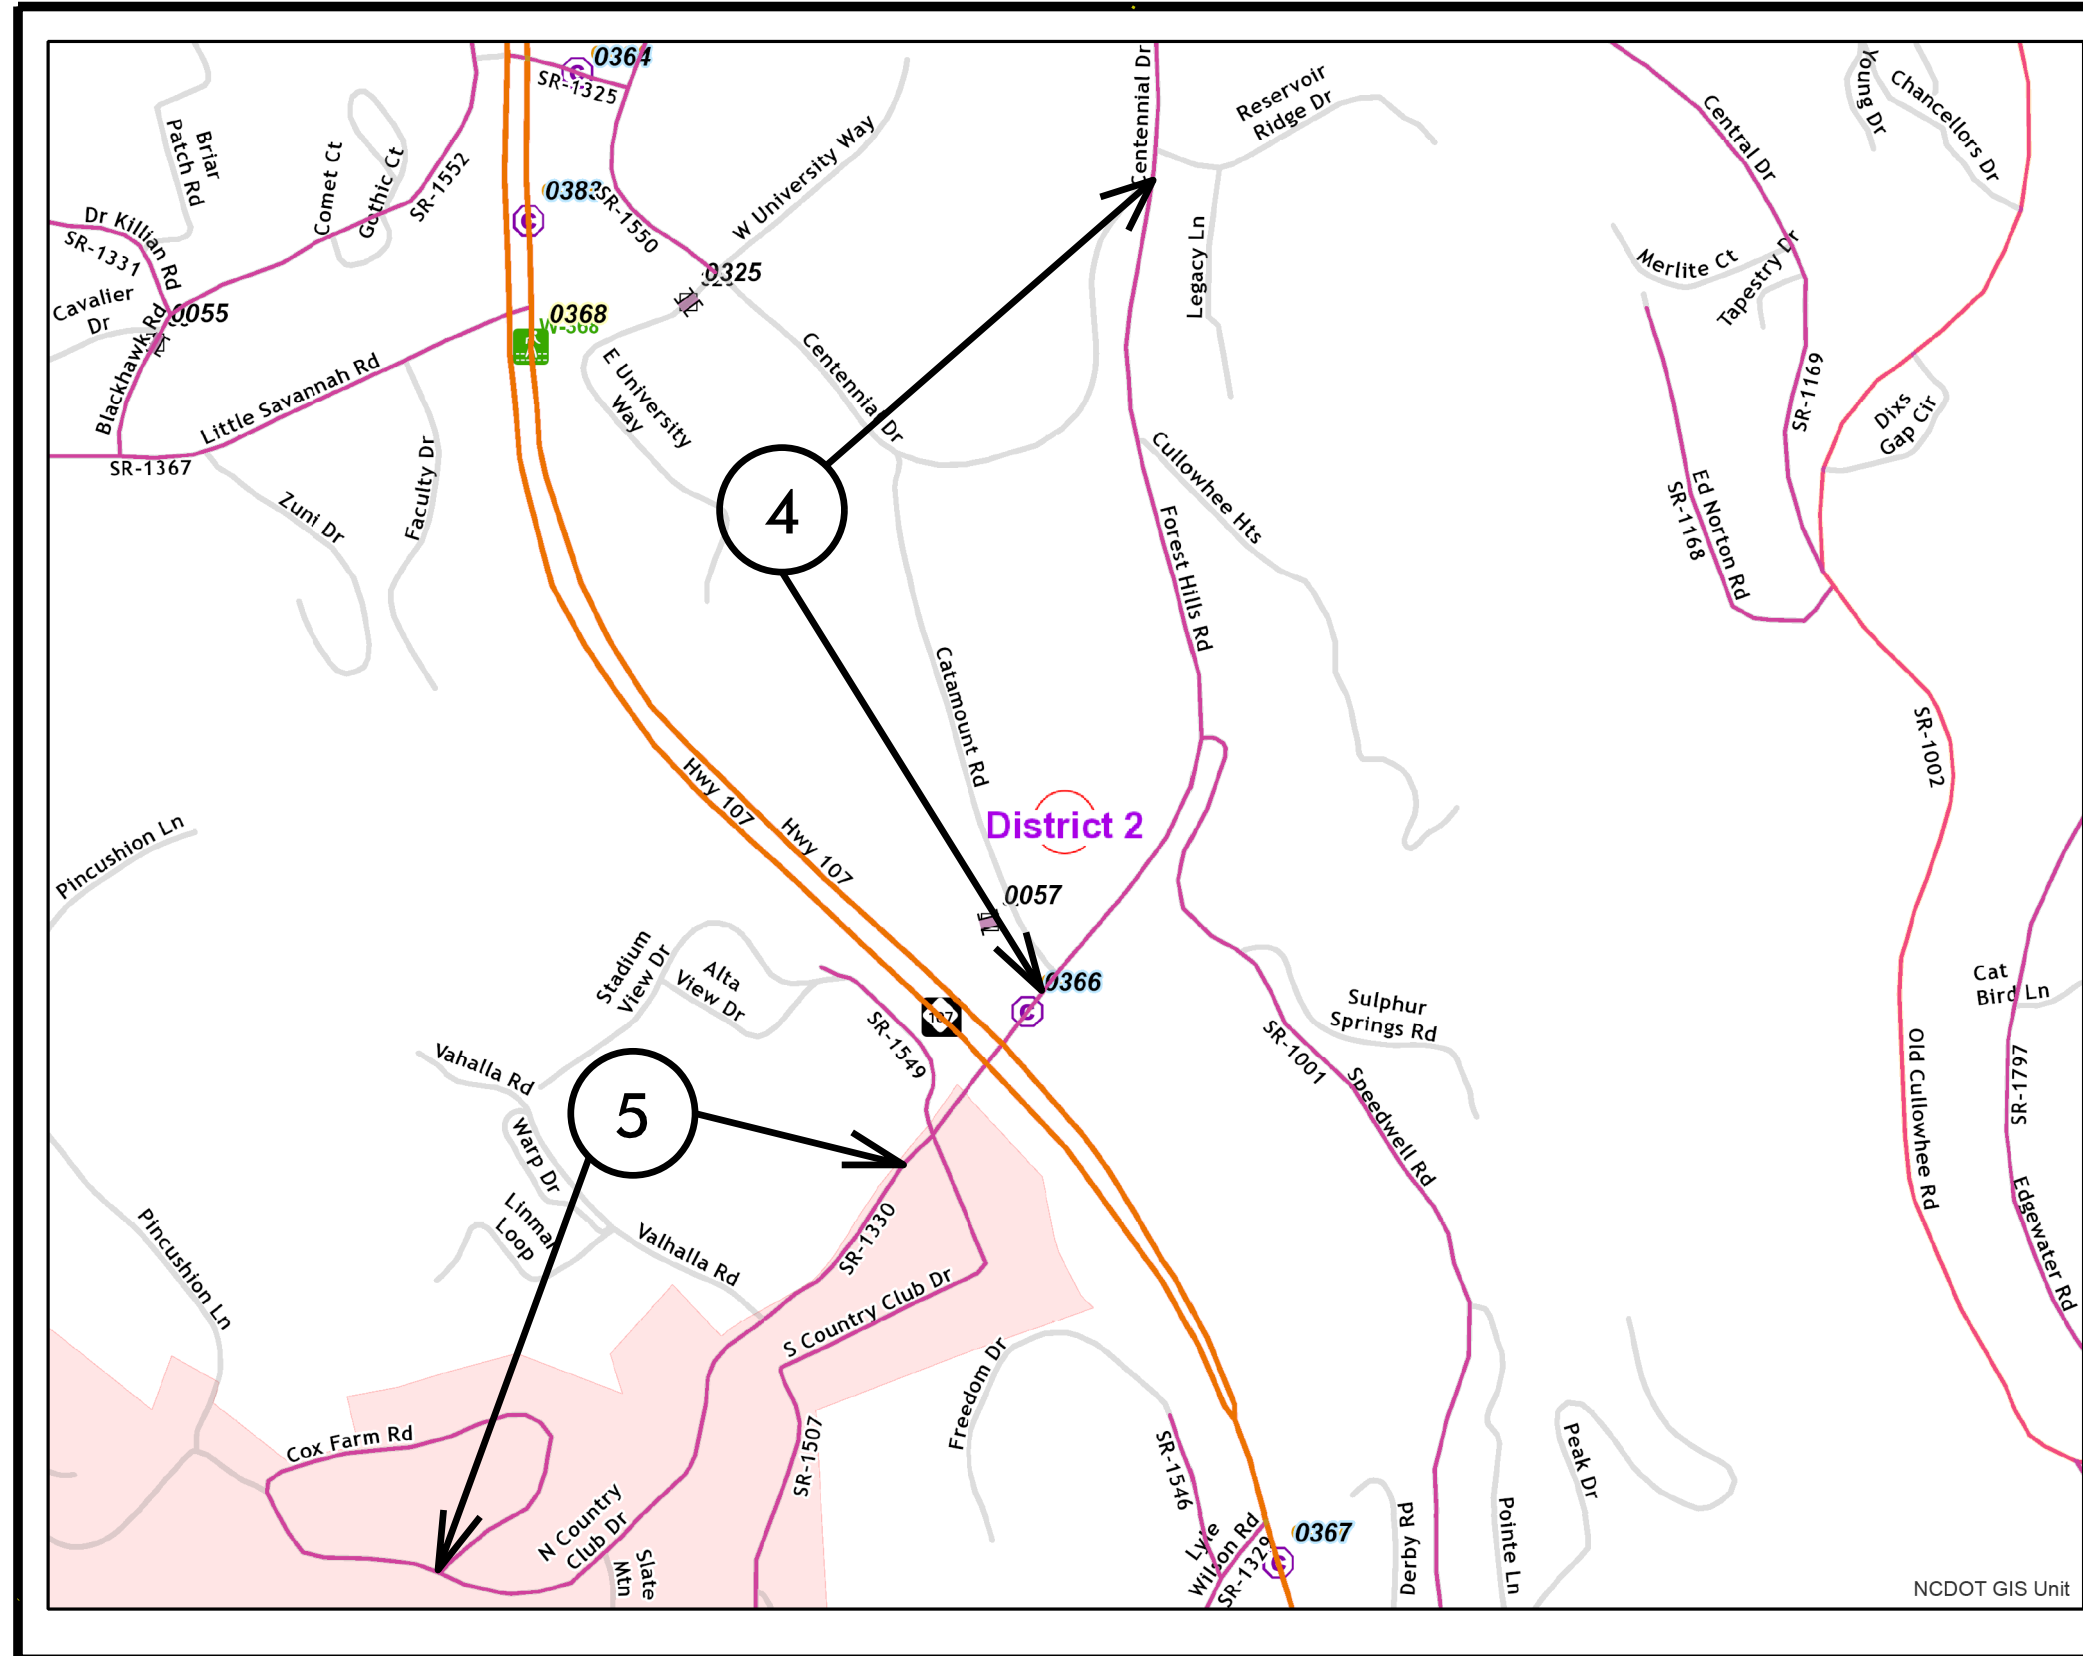 0364
SR-1325
Centennial Dr
Reservoir
Ridge Dr
Central Dr
Young Dr
Chancellors Dr
Briar
Patch Rd
Comet Ct
Gothic Ct
SR-1552
0383
SR-1550
W University Way
Dr Killian Rd
SR-1331
Cavalier
Dr
0055
Blackhawk Rd
0325
0368
W-368
Legacy Ln
Merlite Ct
Tapestry Dr
Little Savannah Rd
SR-1367
E University
Way
Centennial Dr
Cullowhee Hts
SR-1169
Dixs
Gap Cir
Zuni Dr
Faculty Dr
4
Forest Hills Rd
Ed Norton Rd
SR-1168
Catamount Rd
SR-1002
Hwy 107
Hwy 107
District 2
Pincushion Ln
0057
Stadium
View Dr
Alta
View Dr
0366
107
SR-1549
Sulphur
Springs Rd
SR-1001
Cat
Bird Ln
Vahalla Rd
5
Speedwell Rd
Old Cullowhee Rd
SR-1797
Warp Dr
Linmar
Loop
Valhalla Rd
SR-1330
Pincushion Ln
S Country Club Dr
Edgewater Rd
Freedom Dr
Cox Farm Rd
SR-1507
SR-1546
Peak Dr
N Country
Club Dr
Slate
Mtn
Lyle
Wilson Rd
SR-1329
0367
Derby Rd
Pointe Ln
NCDOT GIS Unit